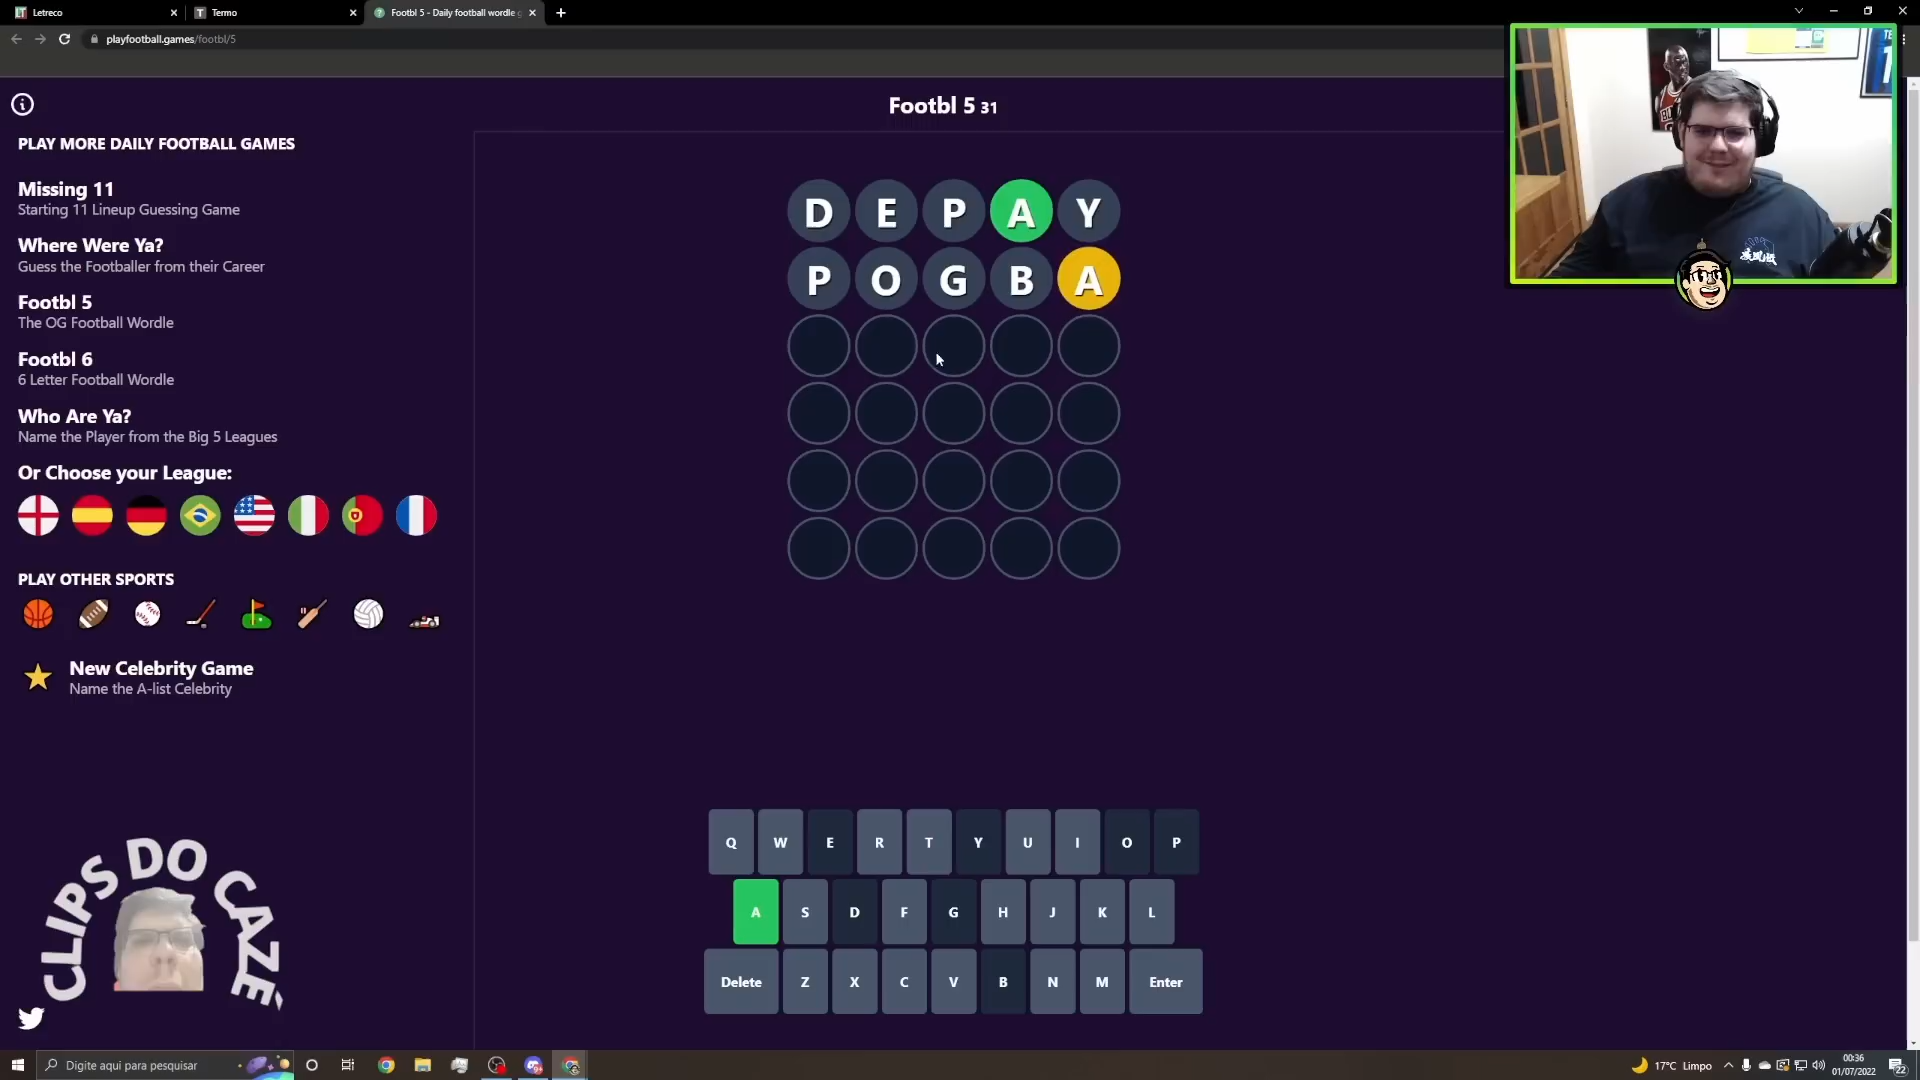 Letreco
Termo
Footbl 5 - Daily football wordle g
playfootball.games/footbl/5
Footbl 5 31
PLAY MORE DAILY FOOTBALL GAMES
Missing 11
Starting 11 Lineup Guessing Game
Where Were Ya?
Guess the Footballer from their Career
Footbl 5
The OG Football Wordle
Footbl 6
6 Letter Football Wordle
Who Are Ya?
Name the Player from the Big 5 Leagues
Or Choose your League:
PLAY OTHER SPORTS
New Celebrity Game
Name the A-list Celebrity
D E P A Y
P O G B A
Q W E R T Y U I O P
A S D F G H J K L
Delete Z X C V B N M Enter
CLIPS DO CAZÉ
Digite aqui para pesquisar
17°C Limpo
00:36
01/07/2022
22